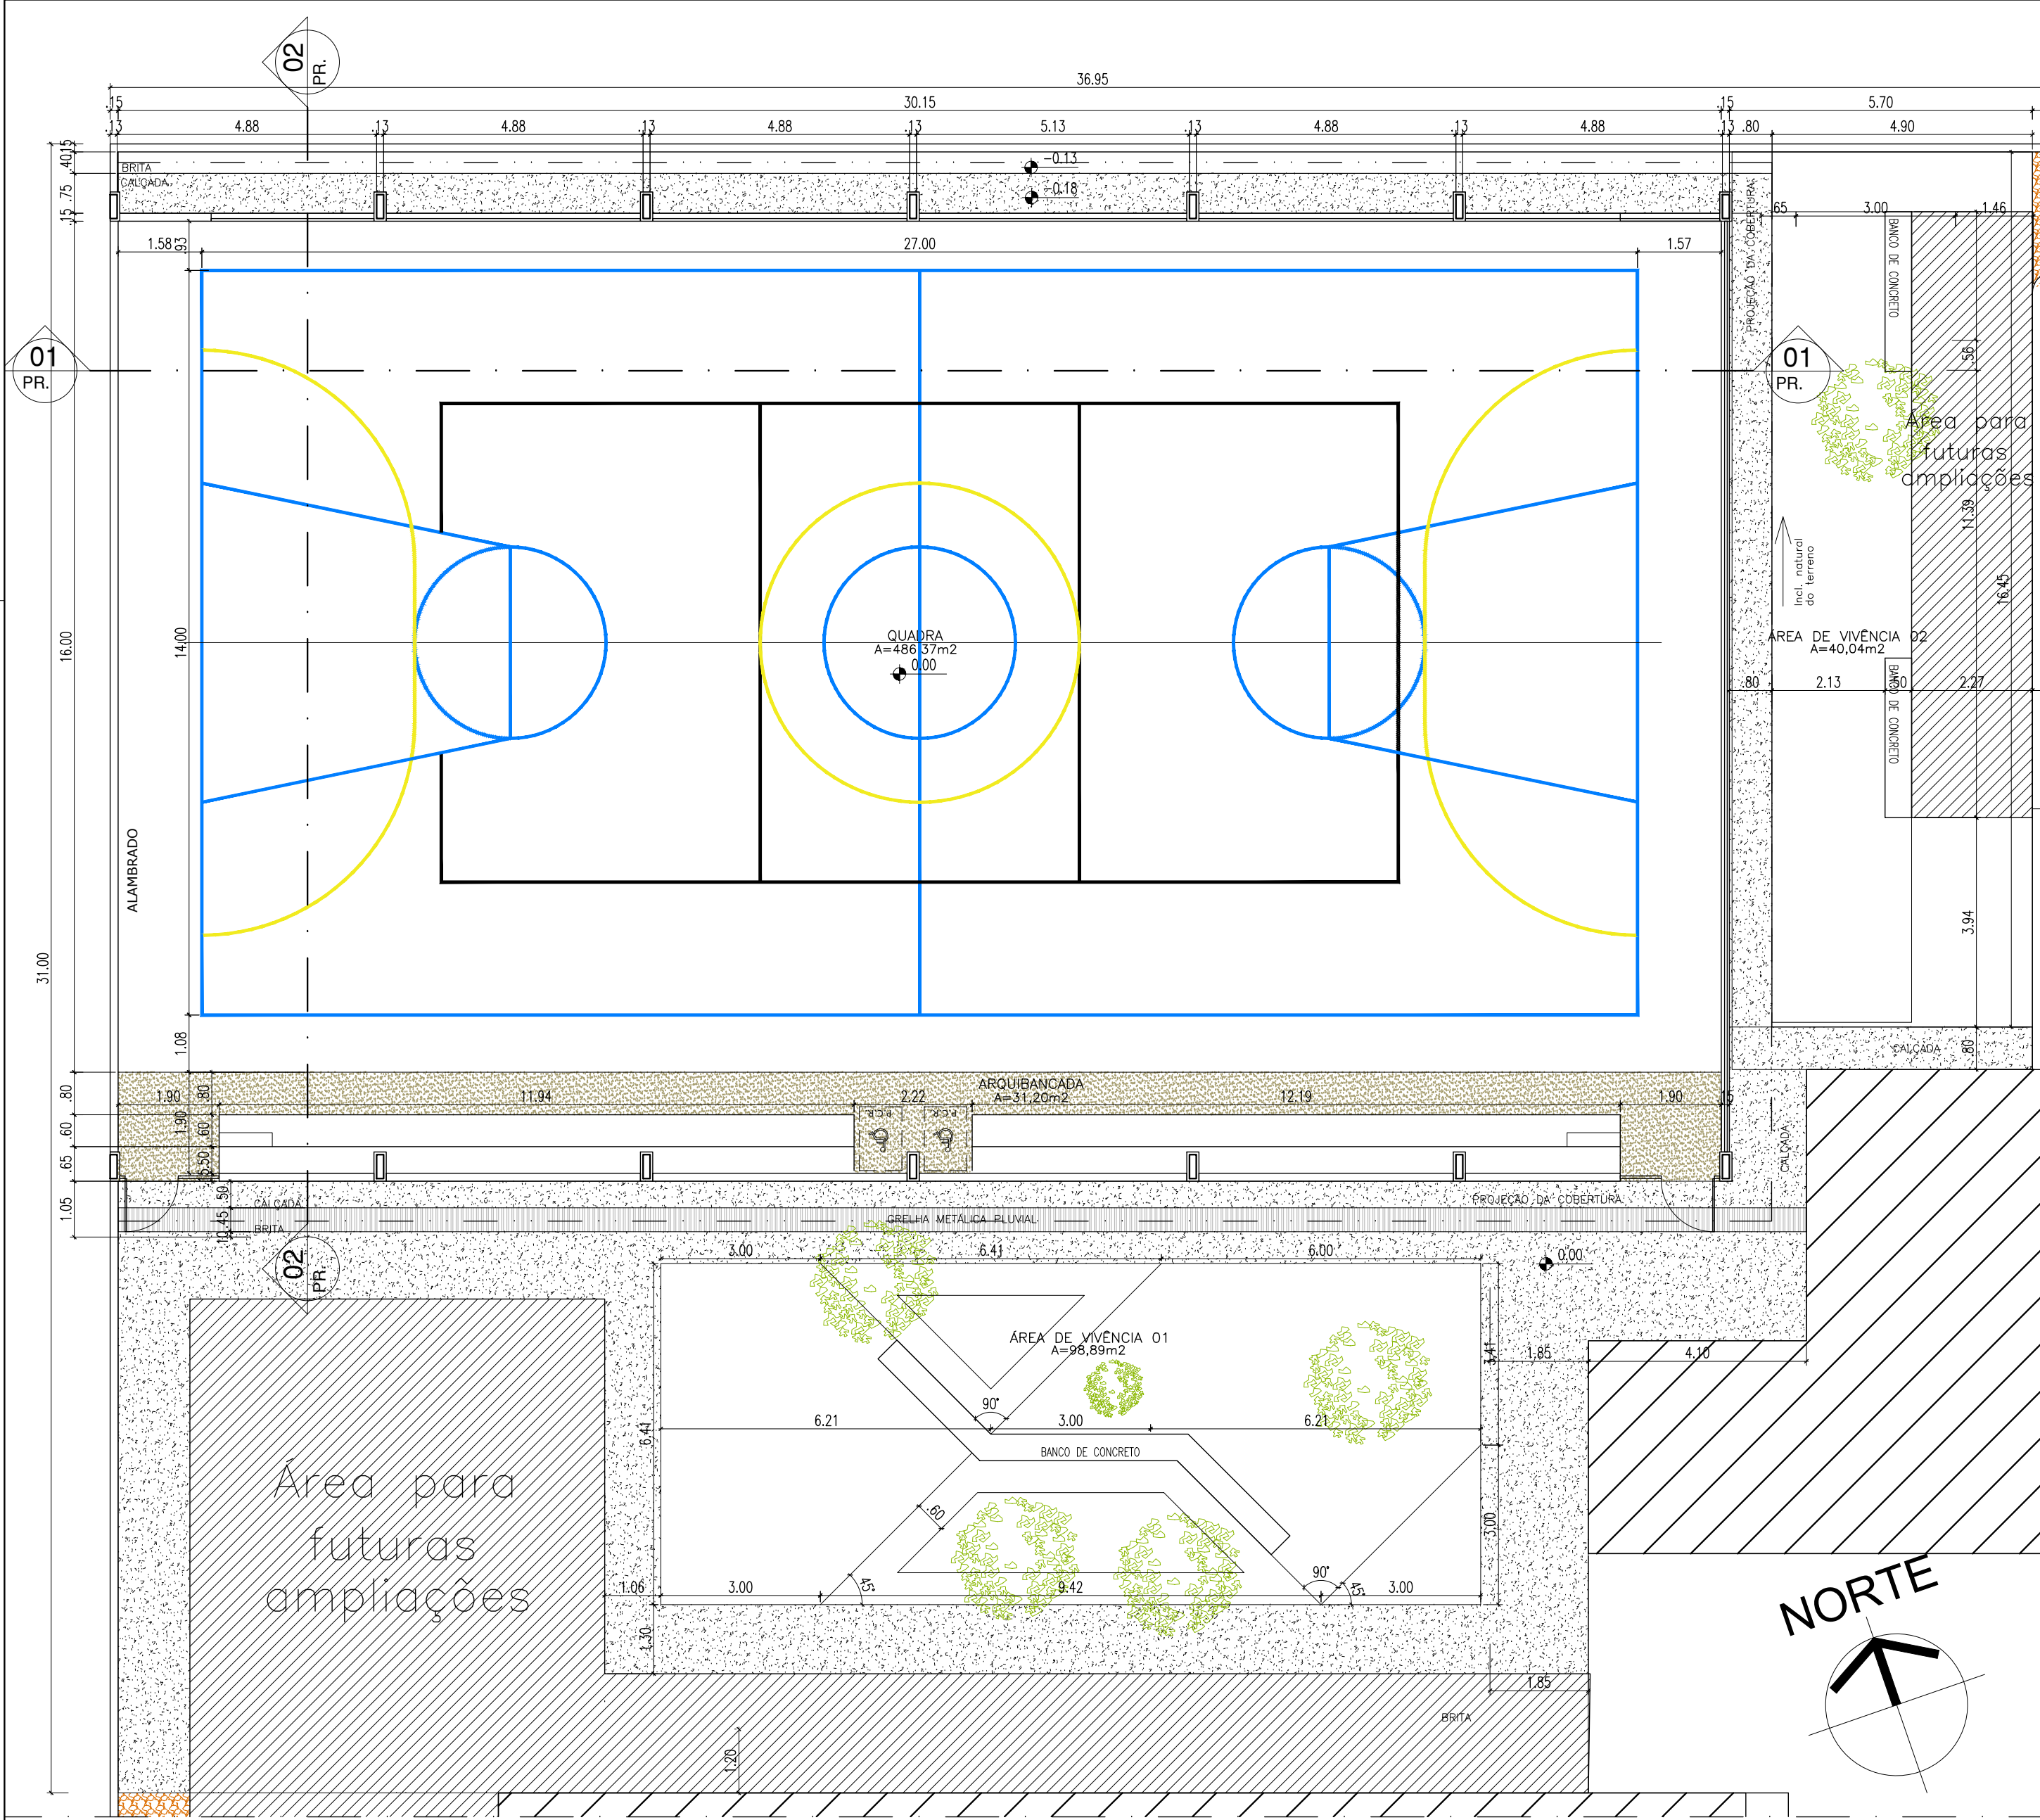 02
PR.
36.95
.15
30.15
.15
5.70
.13
4.88
.13
4.88
.13
4.88
.13
5.13
.13
4.88
.13
4.88
.13
.80
4.90
.15
.40
.75
.15
BRITA
CALÇADA
-0.13
-0.18
1.58
.93
27.00
1.57
PROJEÇÃO DA COBERTURA
.65
3.00
1.46
BANCO DE CONCRETO
01
PR.
01
PR.
.56
Área para
futuras
ampliações
11.39
Incl. natural
do terreno
16.45
16.00
14.00
QUADRA
A=486,37m2
0.00
ÁREA DE VIVÊNCIA 02
A=40,04m2
.80
2.13
.50
2.27
BANCO DE CONCRETO
ALAMBRADO
31.00
3.94
1.08
CALÇADA
.80
.80
1.90
.80
11.94
ARQUIBANCADA
A=31,20m2
2.22
12.19
1.90
.15
P.C.R.
P.C.R.
.60
1.90
.60
.65
.50
.15
CALÇADA
1.05
.50
CALÇADA
PROJEÇÃO DA COBERTURA
.45
BRITA
GRELHA METÁLICA PLUVIAL
.10
02
PR.
3.00
6.41
6.00
0.00
ÁREA DE VIVÊNCIA 01
A=98,89m2
3.41
1.85
4.10
90°
6.21
3.00
6.21
6.41
BANCO DE CONCRETO
Área para
futuras
ampliações
.60
3.00
1.06
3.00
45°
9.42
90°
45°
3.00
1.30
NORTE
1.85
BRITA
1.20